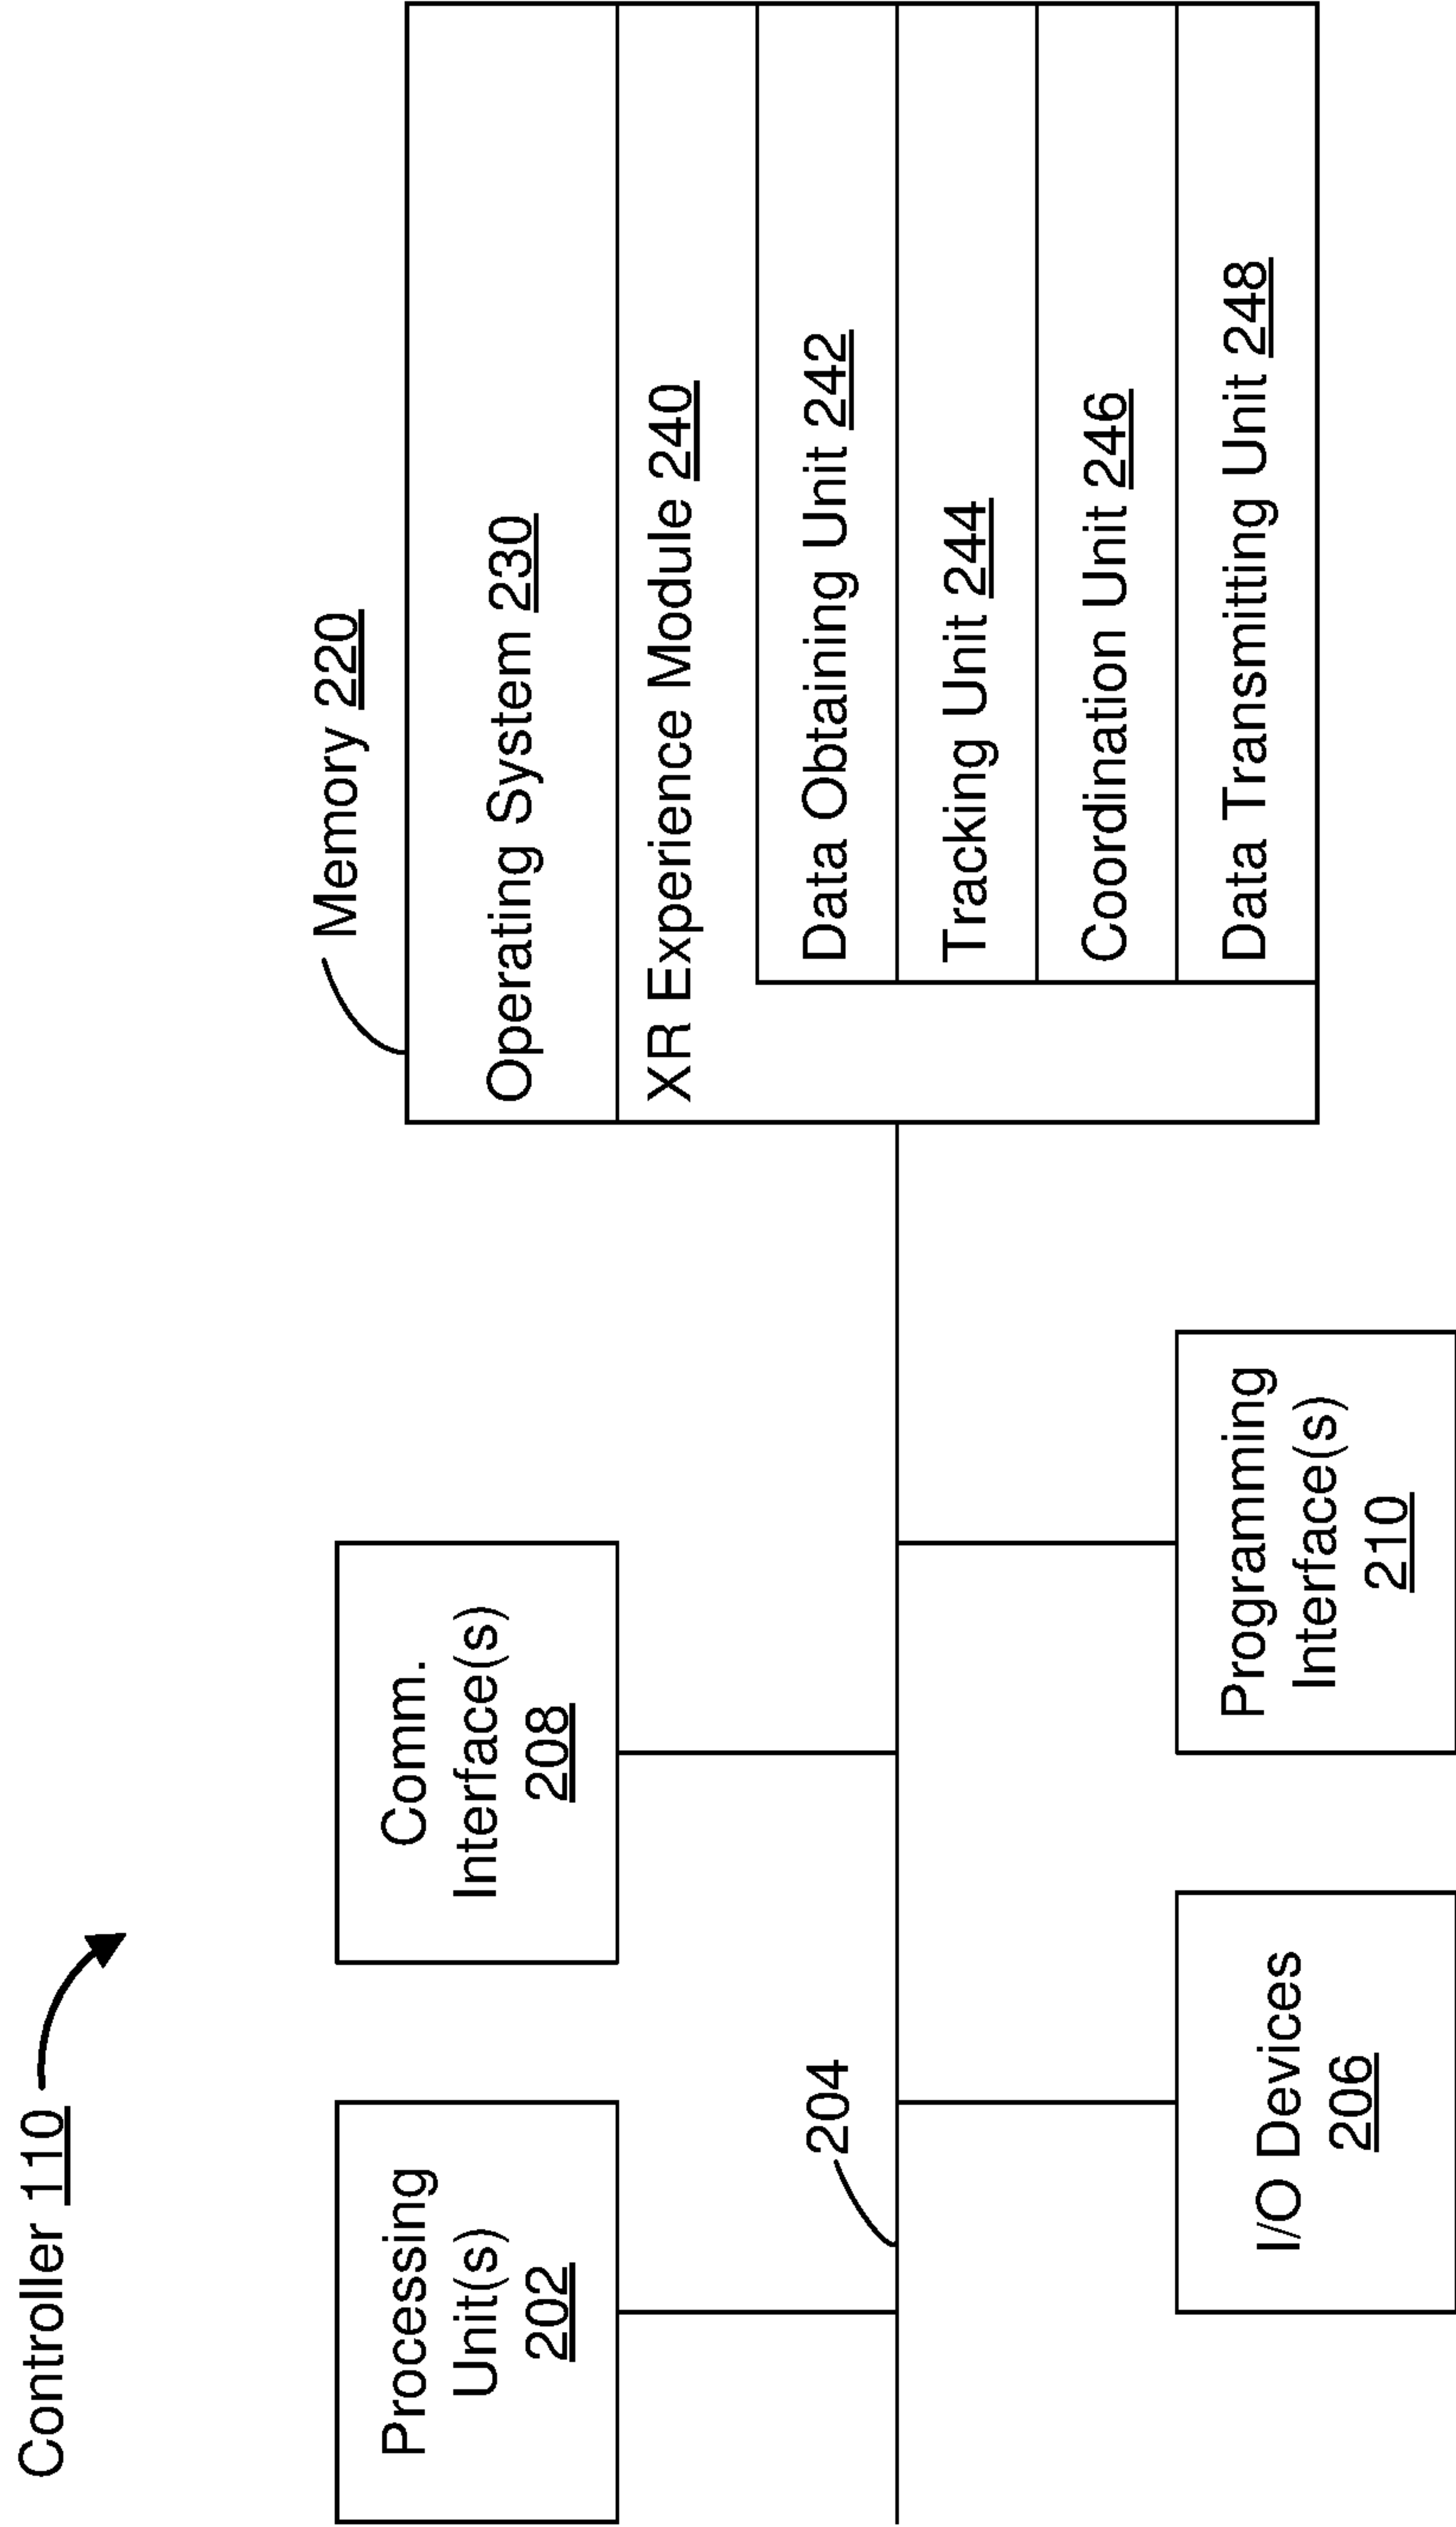 Controller 110
Processing
Unit(s)
202
Comm.
Interface(s)
208
204
I/O Devices
206
Programming
Interface(s)
210
Memory 220
Operating System 230
XR Experience Module 240
Data Obtaining Unit 242
Tracking Unit 244
Coordination Unit 246
Data Transmitting Unit 248